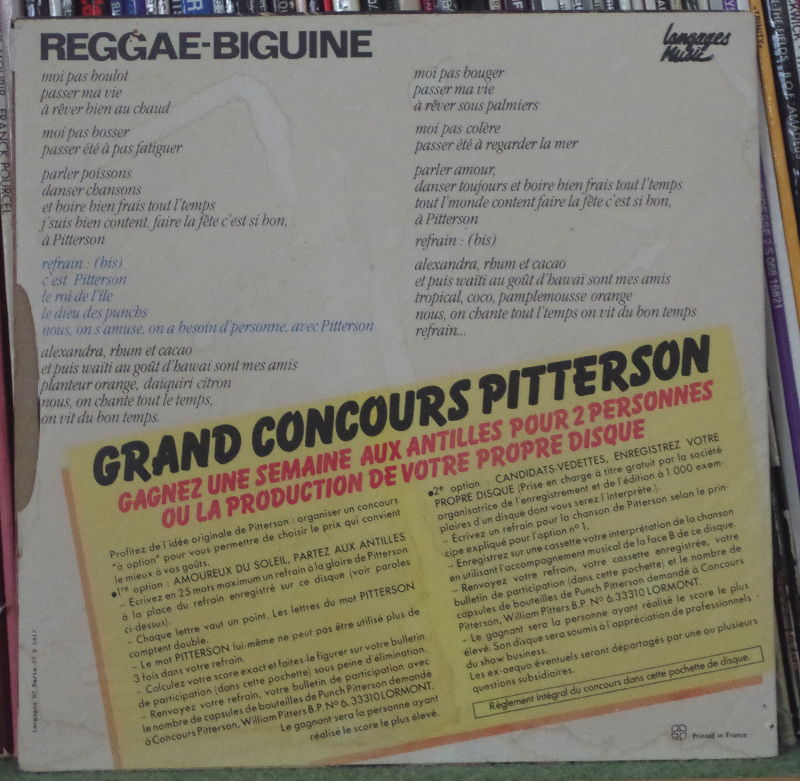 REGGAE-BIGUINE
Langages
Music
moi pas boulot
passer ma vie
à rêver bien au chaud
moi pas bosser
passer été à pas fatiguer
parler poissons
danser chansons
et boire bien frais tout l'temps
j'suis bien content, faire la fête c'est si bon,
à Pitterson
refrain : (bis)
c'est Pitterson
le roi de l'île
le dieu des punchs
nous, on s'amuse, on a besoin d'personne, avec Pitterson
alexandra, rhum et cacao
et puis waïti au goût d'hawaï sont mes amis
planteur orange, daïquiri citron
nous, on chante tout le temps,
on vit du bon temps.
moi pas bouger
passer ma vie
à rêver sous palmiers
moi pas colère
passer été à regarder la mer
parler amour,
danser toujours et boire bien frais tout l'temps
tout l'monde content faire la fête c'est si bon,
à Pitterson
refrain : (bis)
alexandra, rhum et cacao
et puis waïti au goût d'hawaï sont mes amis
tropical, coco, pamplemousse orange
nous, on chante tout l'temps on vit du bon temps
refrain...
GRAND CONCOURS PITTERSON
GAGNEZ UNE SEMAINE AUX ANTILLES POUR 2 PERSONNES
OU LA PRODUCTION DE VOTRE PROPRE DISQUE
Profitez de l'idée originale de Pitterson : organiser un concours
"à option" pour vous permettre de choisir le prix qui convient
le mieux à vos goûts.
●1re option : AMOUREUX DU SOLEIL, PARTEZ AUX ANTILLES
– Écrivez en 25 mots maximum un refrain à la gloire de Pitterson
à la place du refrain enregistré sur ce disque (voir paroles
ci-dessus).
– Chaque lettre vaut un point. Les lettres du mot PITTERSON
comptent double.
– Le mot PITTERSON lui-même ne peut pas être utilisé plus de
3 fois dans votre refrain.
– Calculez votre score exact et faites-le figurer sur votre bulletin
de participation (dans cette pochette) sous peine d'élimination.
– Renvoyez votre refrain, votre bulletin de participation avec
le nombre de capsules de bouteilles de Punch Pitterson demandé
à Concours Pitterson, William Pitters B.P. N° 6. 33310 LORMONT.
Le gagnant sera la personne ayant
réalisé le score le plus élevé.
●2e option : CANDIDATS-VEDETTES, ENREGISTREZ VOTRE
PROPRE DISQUE (Prise en charge à titre gratuit par la société
organisatrice de l'enregistrement et de l'édition à 1 000 exem-
plaires d'un disque dont vous serez l'interprète.).
– Écrivez un refrain pour la chanson de Pitterson selon le prin-
cipe expliqué pour l'option n° 1.
– Enregistrez sur une cassette votre interprétation de la chanson
en utilisant l'accompagnement musical de la face B de ce disque.
– Renvoyez votre refrain, votre cassette enregistrée, votre
bulletin de participation (dans cette pochette) et le nombre de
capsules de bouteilles de Punch Pitterson demandé à Concours
Pitterson, William Pitters B.P. N° 6. 33310 LORMONT.
– Le gagnant sera la personne ayant réalisé le score le plus
élevé. Son disque sera soumis à l'appréciation de professionnels
du show business.
Les ex-aequo éventuels seront départagés par une ou plusieurs
questions subsidiaires.
Règlement intégral du concours dans cette pochette de disque.
Printed in France
FRANCK POURCEL